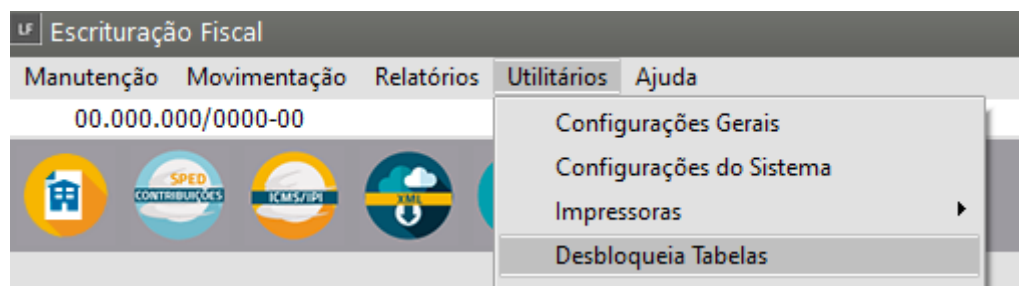 LF Escrituração Fiscal
Manutenção Movimentação Relatórios Utilitários Ajuda
00.000.000/0000-00
Configurações Gerais
Configurações do Sistema
SPED
CONTRIBUIÇÕES
ICMS/IPI
XML
Impressoras
Desbloqueia Tabelas